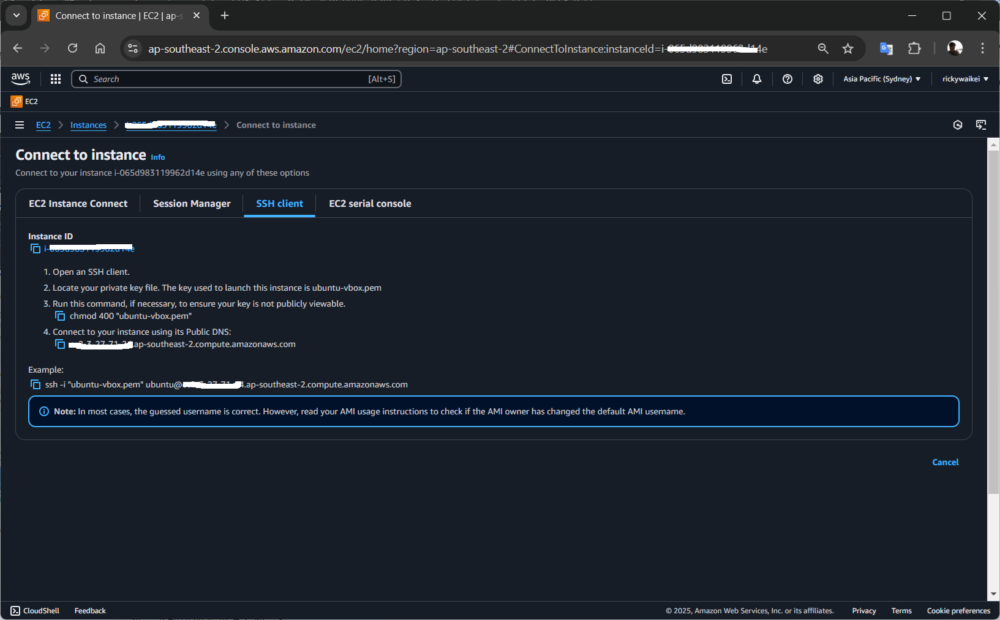 Connect to instance | EC2 | ap-s
ap-southeast-2.console.aws.amazon.com/ec2/home?region=ap-southeast-2#ConnectToInstance:instanceId=i-
aws
Search [Alt+S]
Asia Pacific (Sydney)
rickywaikei
EC2
EC2 > Instances > Connect to instance
Connect to instance Info
Connect to your instance i-065d983119962d14e using any of these options
EC2 Instance Connect
Session Manager
SSH client
EC2 serial console
Instance ID
1. Open an SSH client.
2. Locate your private key file. The key used to launch this instance is ubuntu-vbox.pem
3. Run this command, if necessary, to ensure your key is not publicly viewable.
chmod 400 "ubuntu-vbox.pem"
4. Connect to your instance using its Public DNS:
.ap-southeast-2.compute.amazonaws.com
Example:
ssh -i "ubuntu-vbox.pem" ubuntu@ .ap-southeast-2.compute.amazonaws.com
Note: In most cases, the guessed username is correct. However, read your AMI usage instructions to check if the AMI owner has changed the default AMI username.
Cancel
CloudShell Feedback
© 2025, Amazon Web Services, Inc. or its affiliates. Privacy Terms Cookie preferences